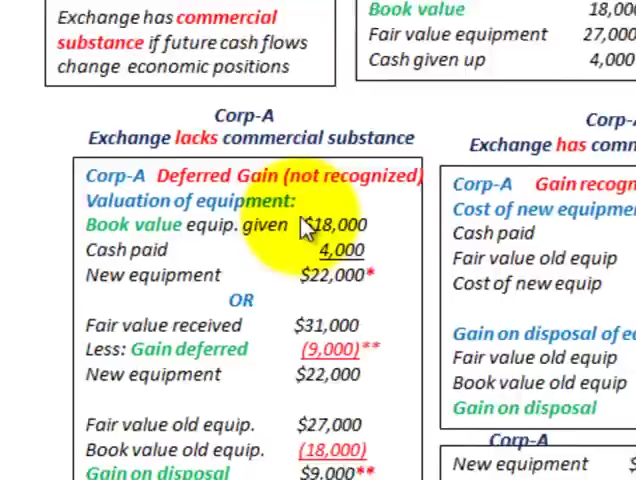 Exchange has commercial
substance if future cash flows
change economic positions
Book value 18,000
Fair value equipment 27,000
Cash given up 4,000
Corp-A
Exchange lacks commercial substance
Corp-A Deferred Gain (not recognized)
Valuation of equipment:
Book value equip. given $18,000
Cash paid 4,000
New equipment $22,000*
OR
Fair value received $31,000
Less: Gain deferred (9,000)**
New equipment $22,000
Fair value old equip. $27,000
Book value old equip. (18,000)
Gain on disposal $9,000**
Corp-
Exchange has
Corp-A Gain
Cost of new
Cash paid
Fair value old equip
Cost of new equip
Gain on disposal of
Fair value old equip
Book value old equip
Gain on disposal
Corp-A
New equipment